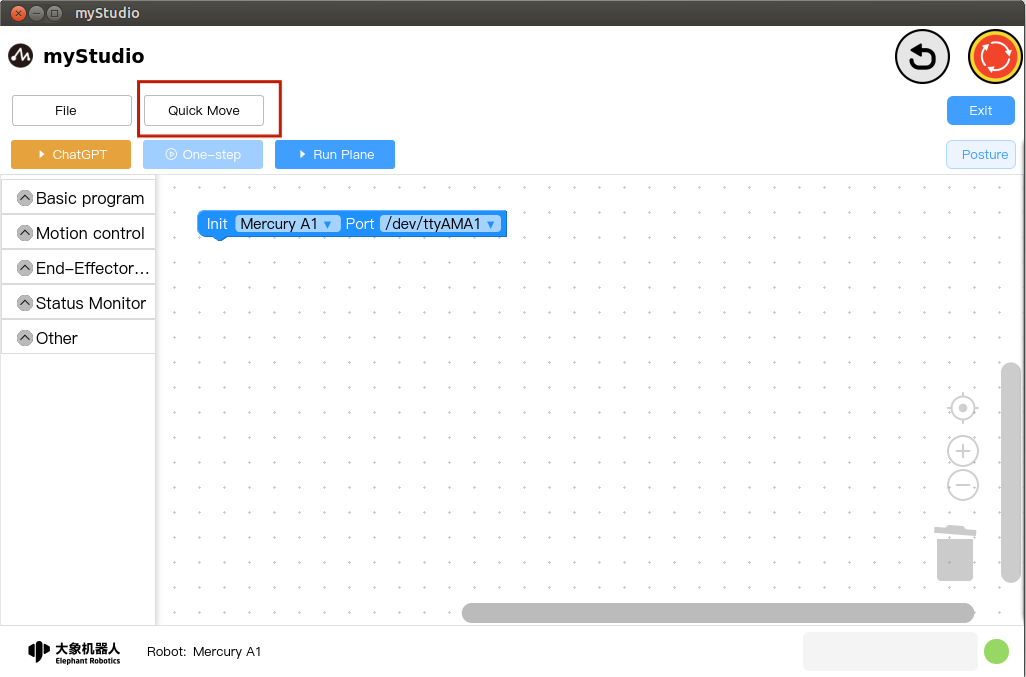 myStudio
myStudio
File
Quick Move
Exit
ChatGPT
One-step
Run Plane
Posture
Basic program
Motion control
End-Effector...
Status Monitor
Other
Init Mercury A1 Port /dev/ttyAMA1
大象机器人
Elephant Robotics
Robot: Mercury A1